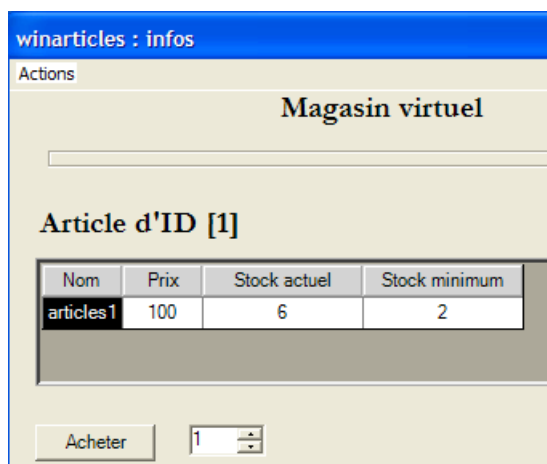 winarticles : infos
Actions
Magasin virtuel
Article d'ID [1]
Nom Prix Stock actuel Stock minimum
articles1 100 6 2
Acheter 1